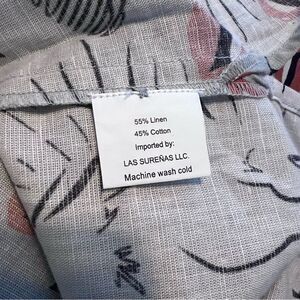 55% Linen
45% Cotton
Imported by:
LAS SUREÑAS LLC.
Machine wash cold